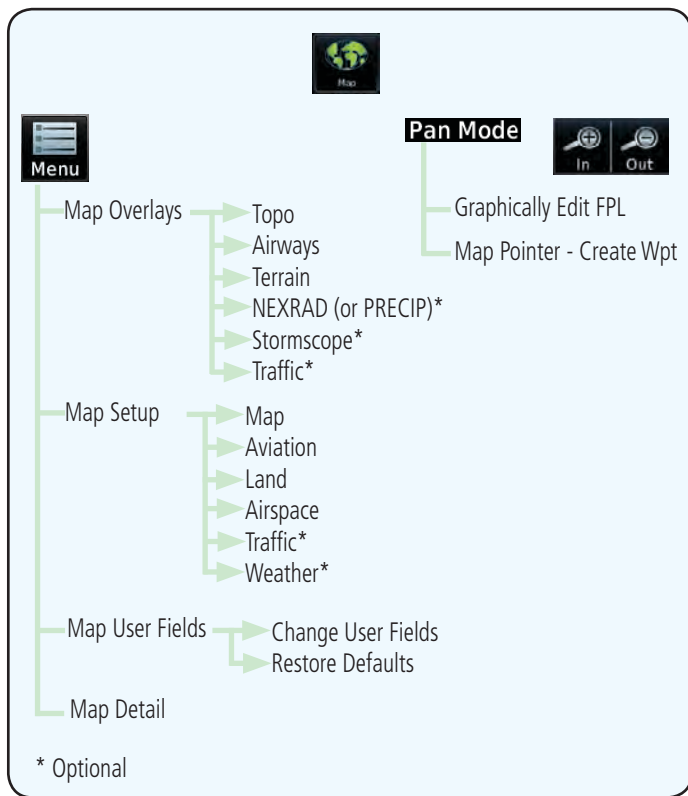 Map
Menu
Map Overlays
Topo
Airways
Terrain
NEXRAD (or PRECIP)*
Stormscope*
Traffic*
Map Setup
Map
Aviation
Land
Airspace
Traffic*
Weather*
Map User Fields
Change User Fields
Restore Defaults
Map Detail
* Optional
Pan Mode
In
Out
Graphically Edit FPL
Map Pointer - Create Wpt